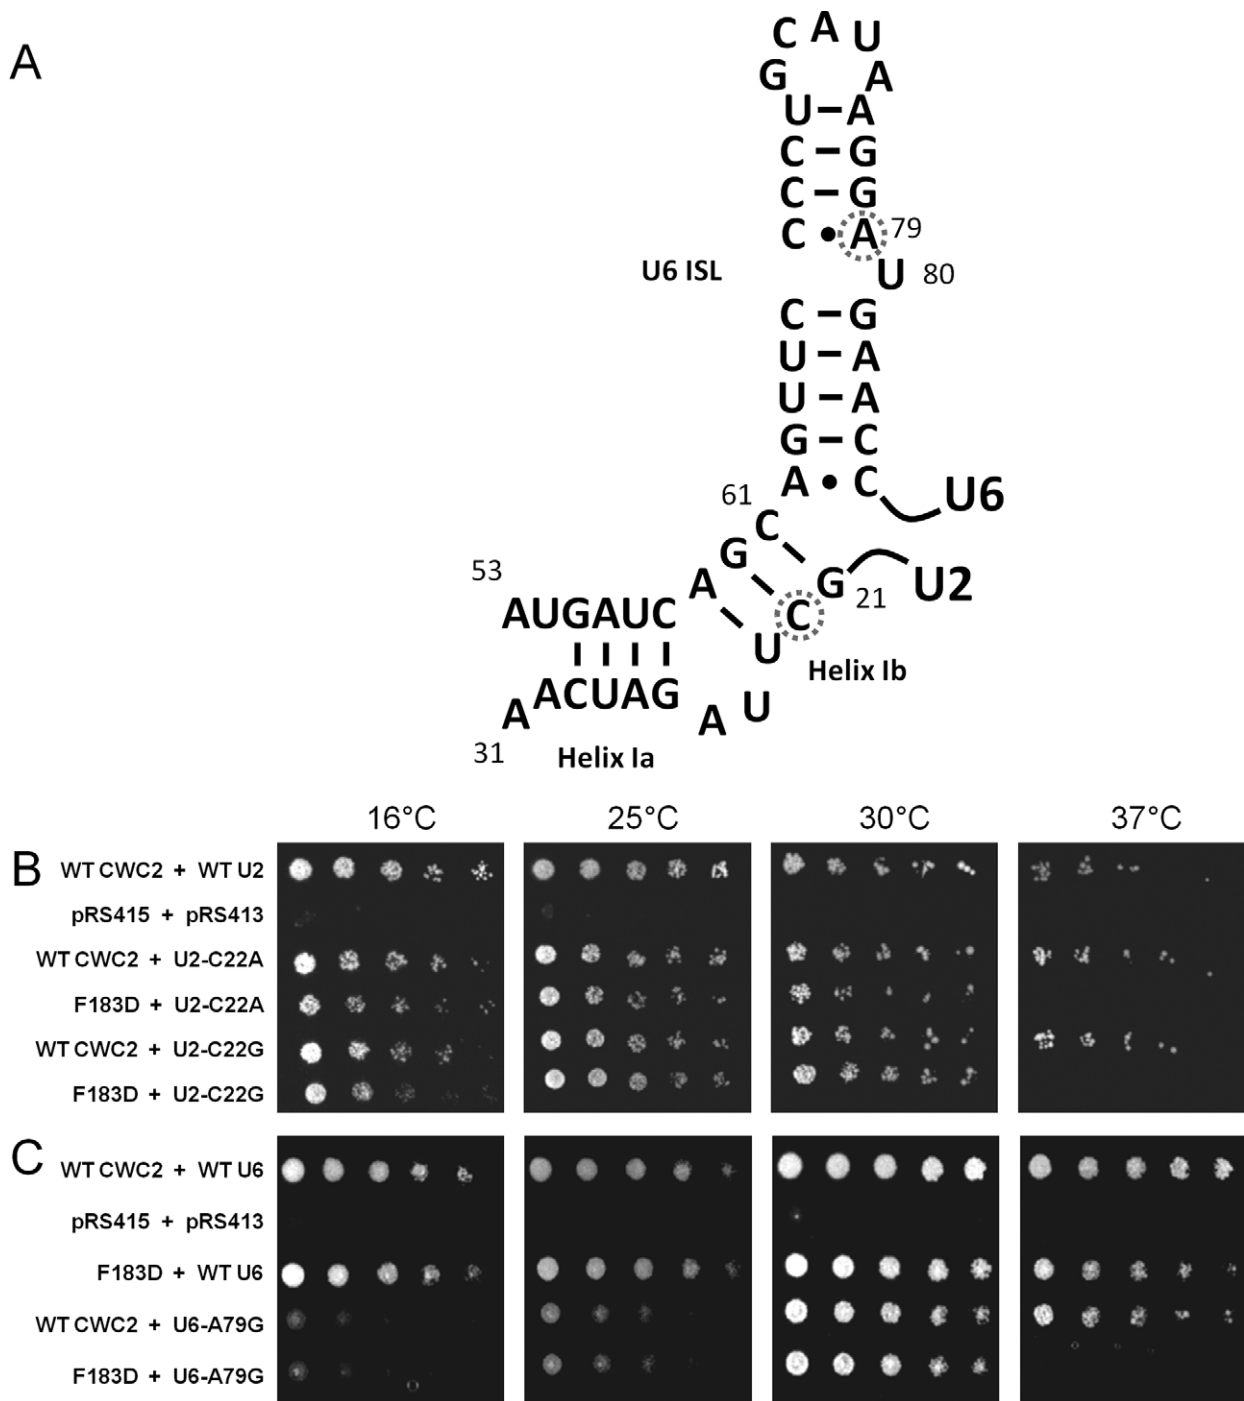 A
C A U
G A
U–A
C–G
C–G
C•A 79
U6 ISL
U 80
C–G
U–A
U–A
G–C
A•C
U6
61
C
G
G
21
U2
53
A
C
AUGAUC
U
Helix Ib
AACUAG
A
U
31
Helix Ia
16°C 25°C 30°C 37°C
B
WT CWC2 + WT U2
pRS415 + pRS413
WT CWC2 + U2-C22A
F183D + U2-C22A
WT CWC2 + U2-C22G
F183D + U2-C22G
C
WT CWC2 + WT U6
pRS415 + pRS413
F183D + WT U6
WT CWC2 + U6-A79G
F183D + U6-A79G